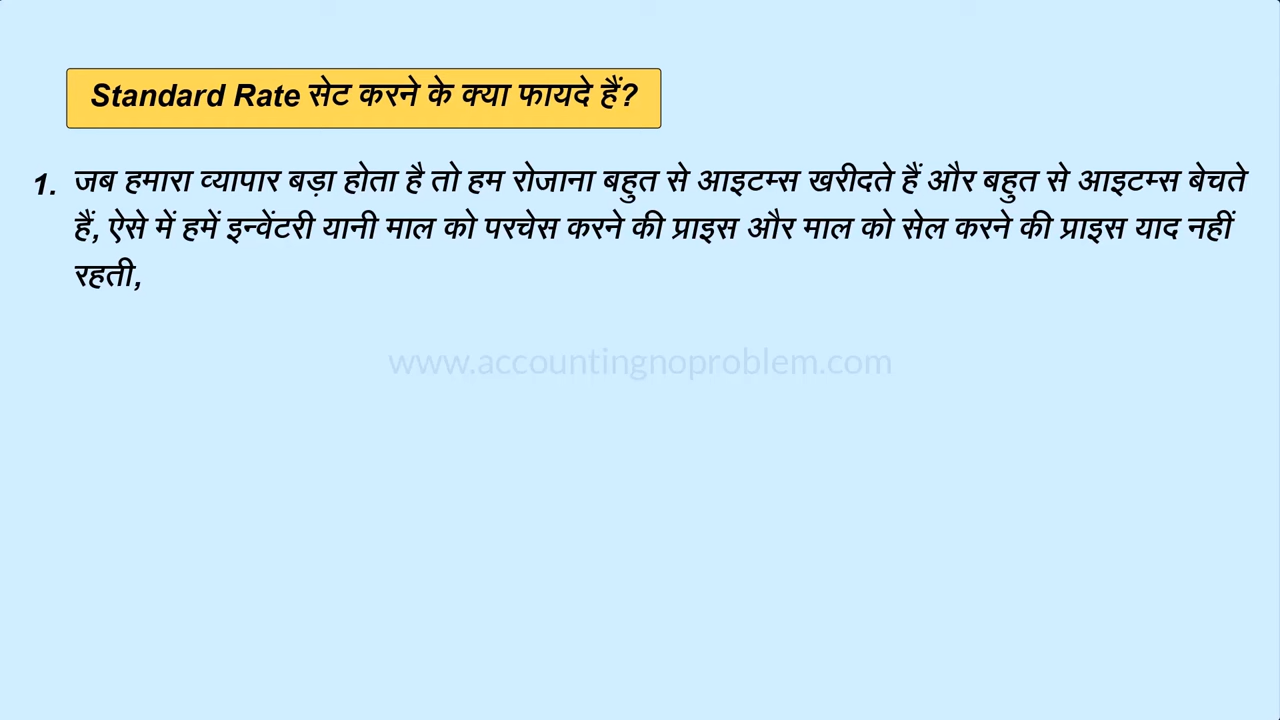 Standard Rate सेट करने के क्या फायदे हैं?
1. जब हमारा व्यापार बड़ा होता है तो हम रोजाना बहुत से आइटम्स खरीदते हैं और बहुत से आइटम्स बेचते
हैं, ऐसे में हमें इन्वेंटरी यानी माल को परचेस करने की प्राइस और माल को सेल करने की प्राइस याद नहीं
रहती,
www.accountingnoproblem.com